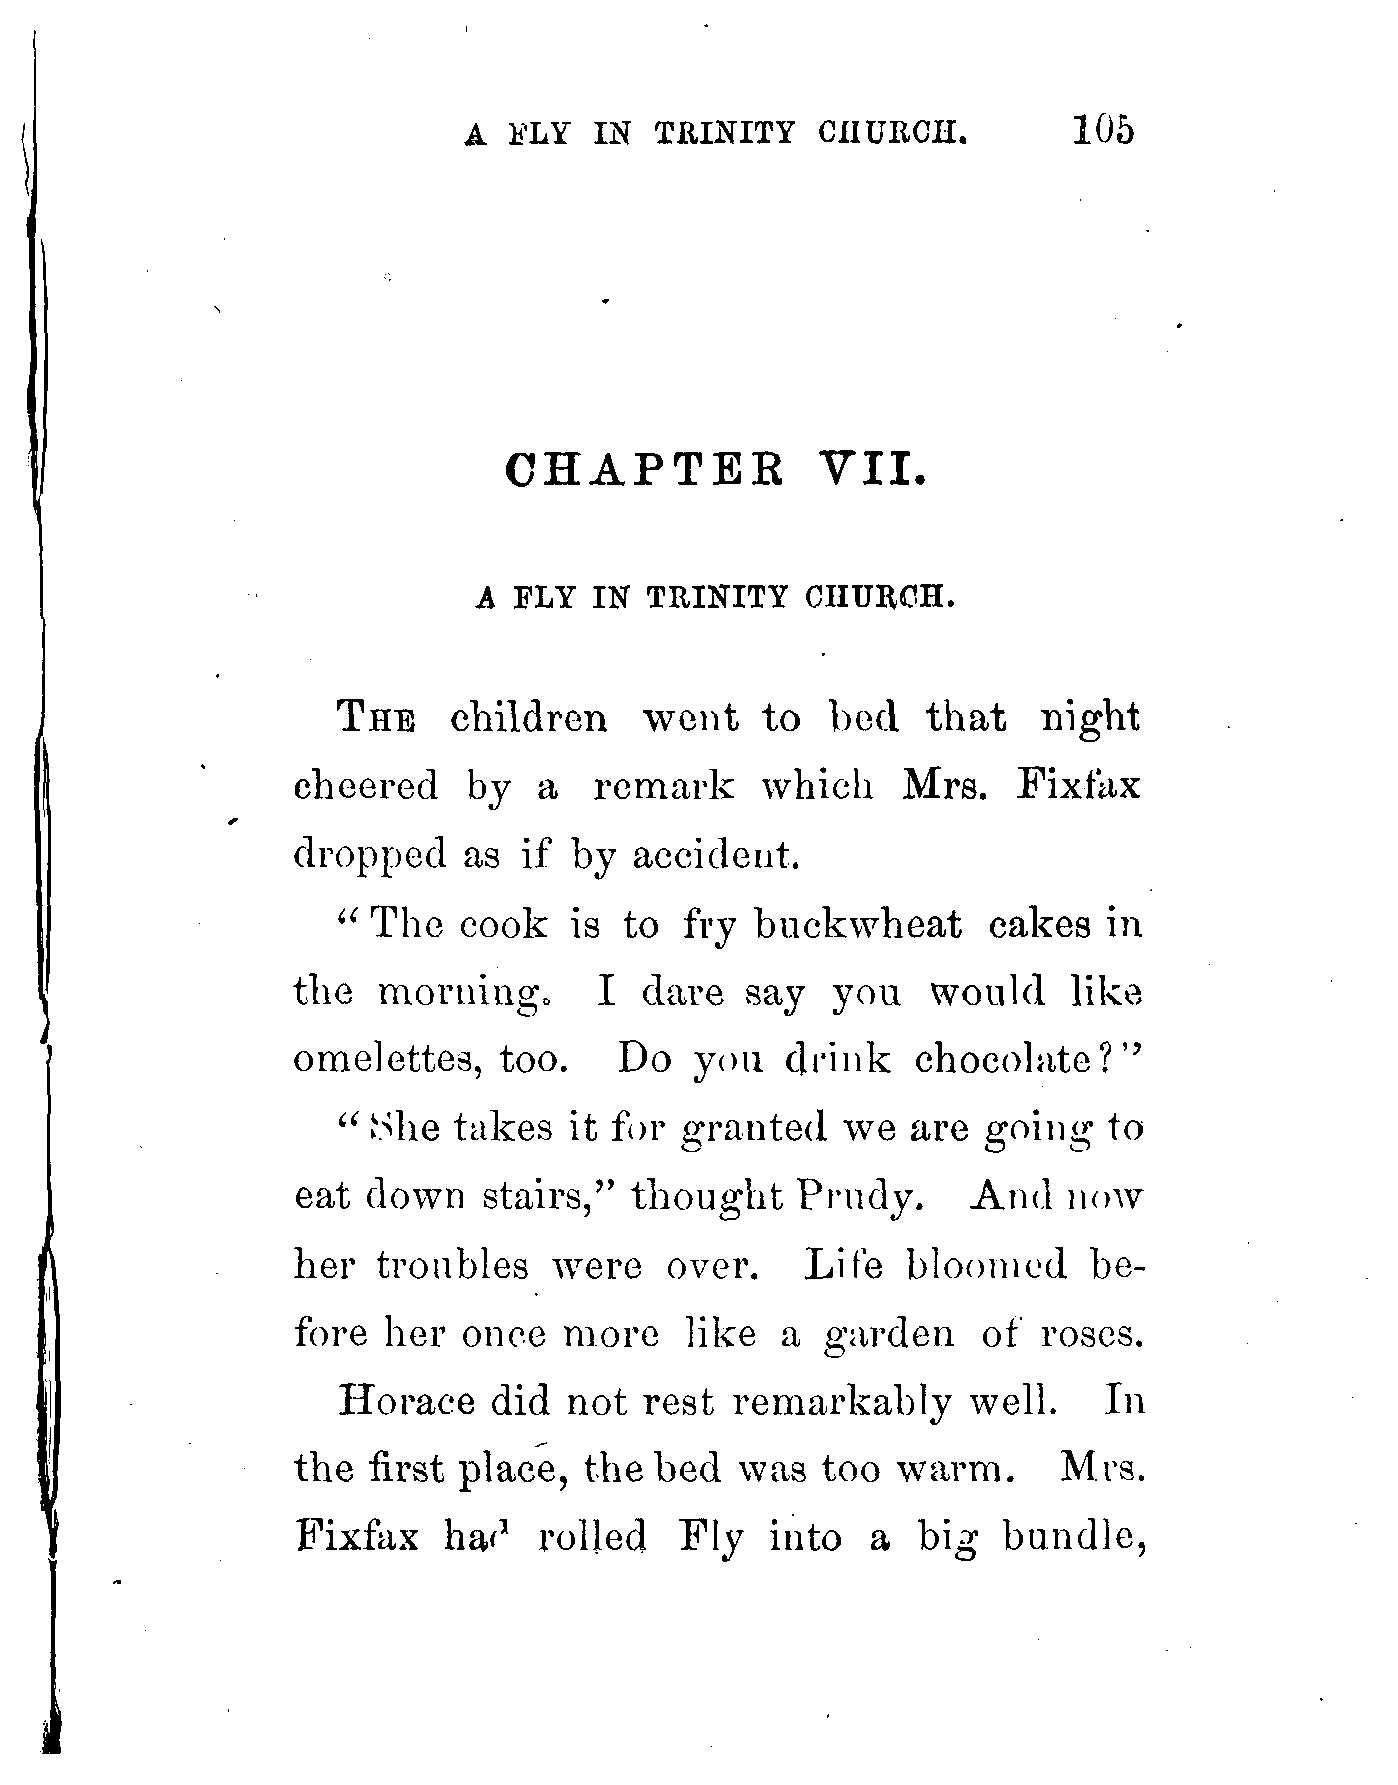 A FLY IN TRINITY CHURCH. 105
CHAPTER VII.
A FLY IN TRINITY CHURCH.
THE children went to bed that night
cheered by a remark which Mrs. Fixfax
dropped as if by accident.
“The cook is to fry buckwheat cakes in
the morning. I dare say you would like
omelettes, too. Do you drink chocolate?”
“She takes it for granted we are going to
eat down stairs,” thought Prudy. And now
her troubles were over. Life bloomed be-
fore her once more like a garden of roses.
Horace did not rest remarkably well. In
the first place, the bed was too warm. Mrs.
Fixfax had rolled Fly into a big bundle,